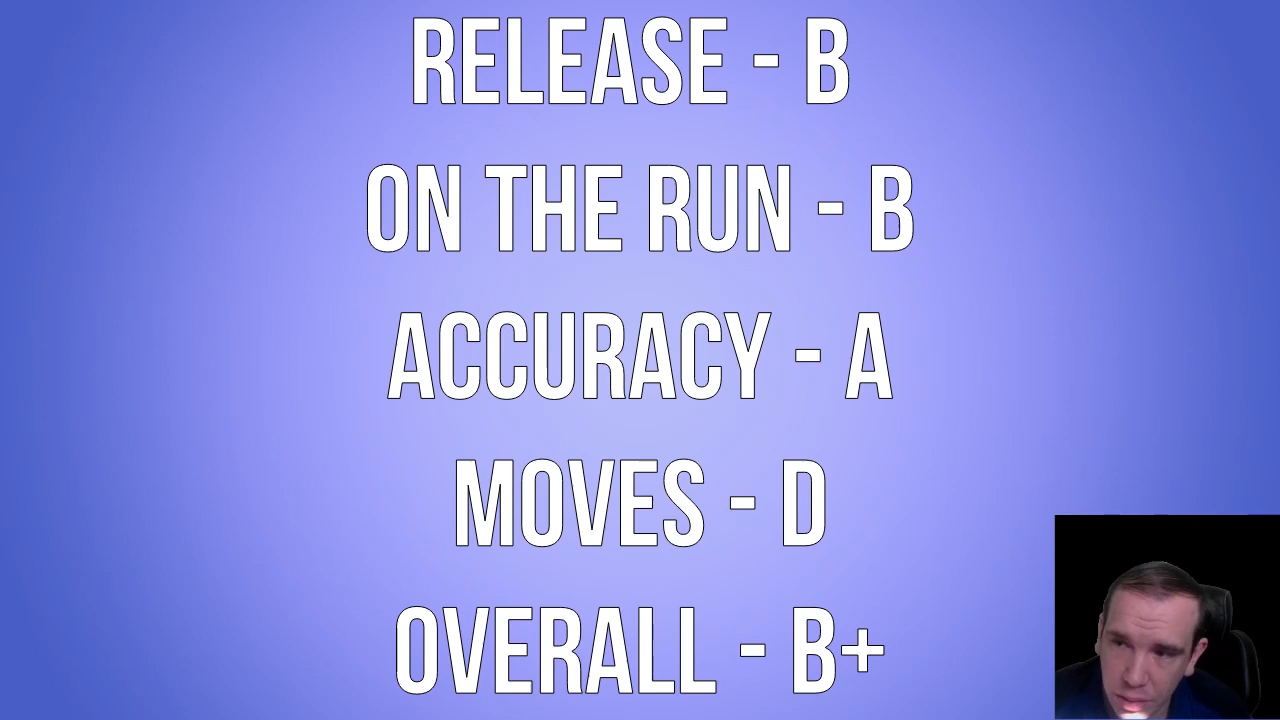 RELEASE - B
ON THE RUN - B
ACCURACY - A
MOVES - D
OVERALL - B+